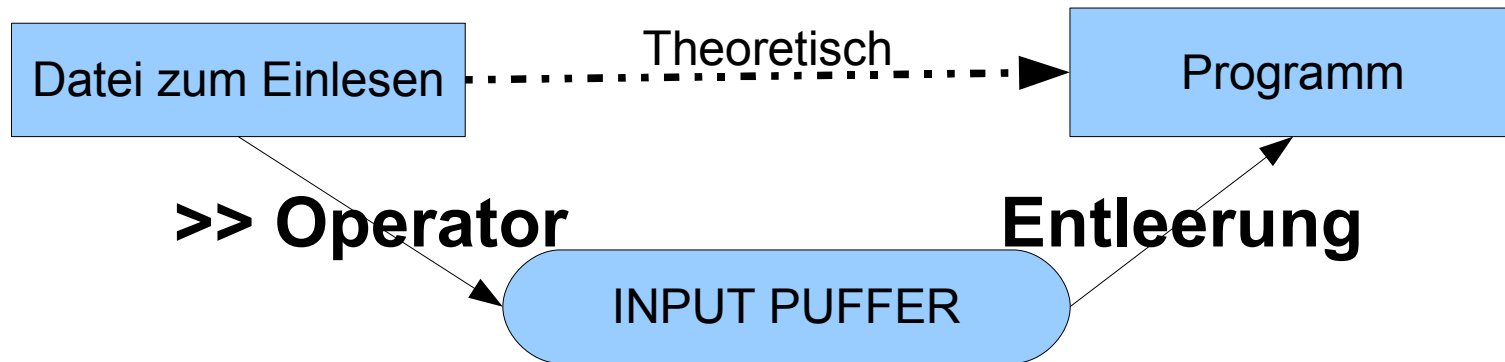 Theoretisch
Datei zum Einlesen
Programm
>> Operator
Entleerung
INPUT PUFFER